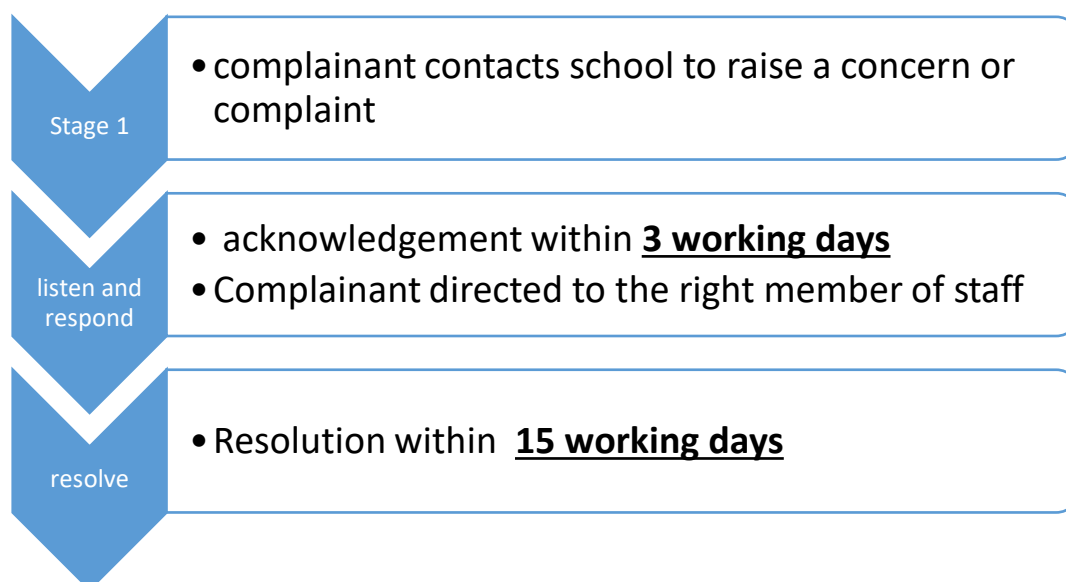 Stage 1
• complainant contacts school to raise a concern or
complaint
listen and
respond
• acknowledgement within 3 working days
• Complainant directed to the right member of staff
resolve
• Resolution within 15 working days